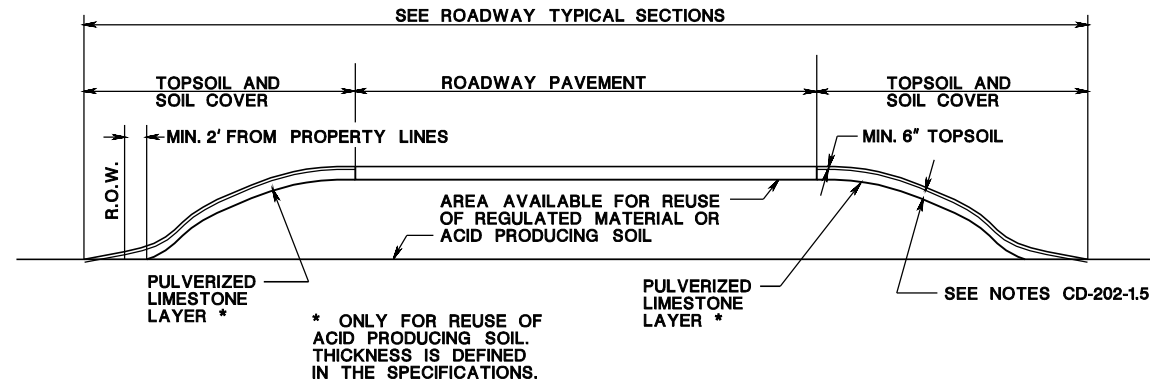 SEE ROADWAY TYPICAL SECTIONS
TOPSOIL AND
SOIL COVER
ROADWAY PAVEMENT
TOPSOIL AND
SOIL COVER
MIN. 2' FROM PROPERTY LINES
MIN. 6" TOPSOIL
R.O.W.
AREA AVAILABLE FOR REUSE
OF REGULATED MATERIAL OR
ACID PRODUCING SOIL
PULVERIZED
LIMESTONE
LAYER *
PULVERIZED
LIMESTONE
LAYER *
SEE NOTES CD-202-1.5
* ONLY FOR REUSE OF
ACID PRODUCING SOIL.
THICKNESS IS DEFINED
IN THE SPECIFICATIONS.